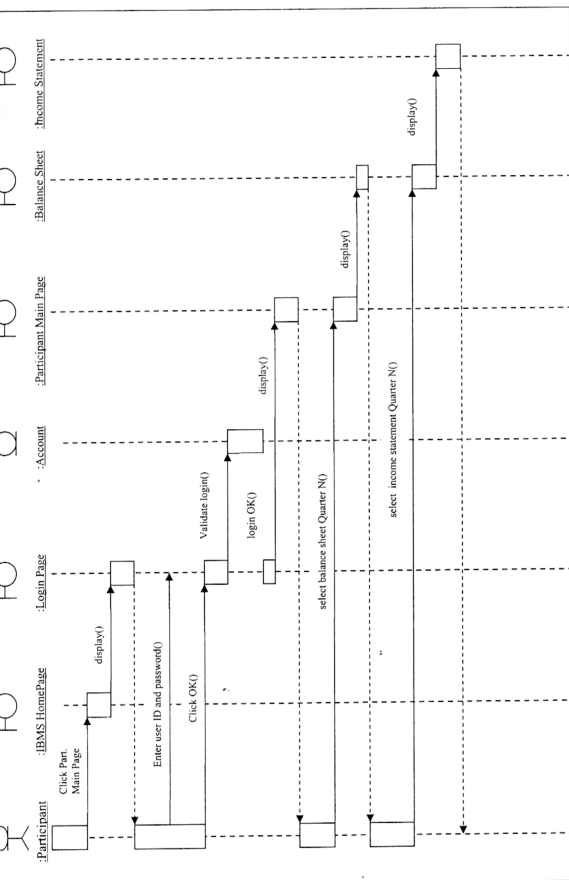 :Participant
:IBMS HomePage
:Login Page
:Account
:Participant Main Page
:Balance Sheet
:Income Statement
Click Part.
Main Page
display()
Enter user ID and password()
Click OK()
Validate login()
login OK()
display()
select balance sheet Quarter N()
display()
select income statement Quarter N()
display()